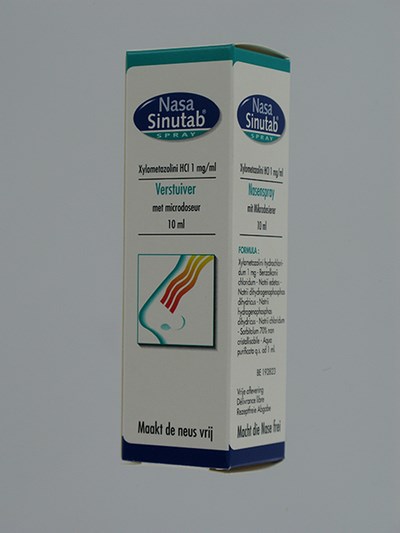 Nasa
Sinutab®
SPRAY
Xylometazolini HCl 1 mg/ml
Verstuiver
met microdoseur
10 ml
Maakt de neus vrij
Nasa
Sinutab®
SPRAY
Xylometazolini HCl 1 mg/ml
Nasenspray
mit Mikrodosierer
10 ml
FORMULA :
Xylometazolini hydrochlori-
dum 1 mg - Benzalkonii
chloridum - Natrii edetas -
Natrii dihydrogenophosphas
dihydricus - Natrii
hydrogenophosphas
dihydricus - Natrii chloridum
- Sorbitolum 70% non
cristallisabile - Aqua
purificata q.s. ad 1 ml.
BE 192823
Vrije aflevering
Délivrance libre
Rezeptfreie Abgabe
Macht die Nase frei